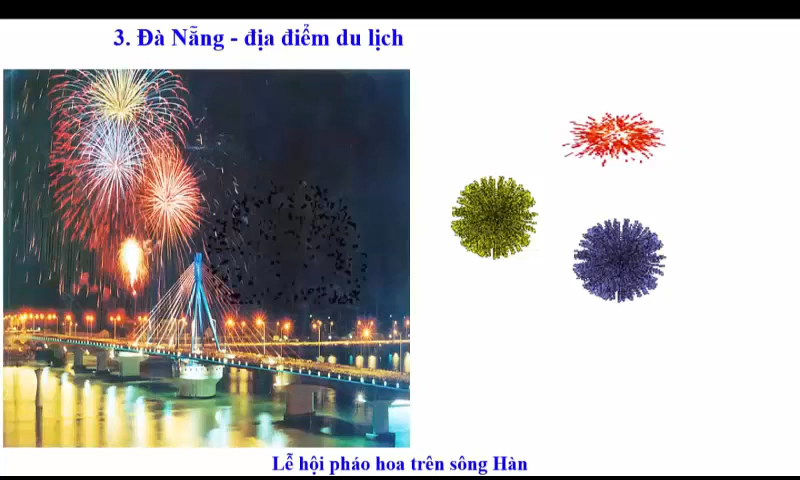 3. Đà Nẵng - địa điểm du lịch
Lễ hội pháo hoa trên sông Hàn